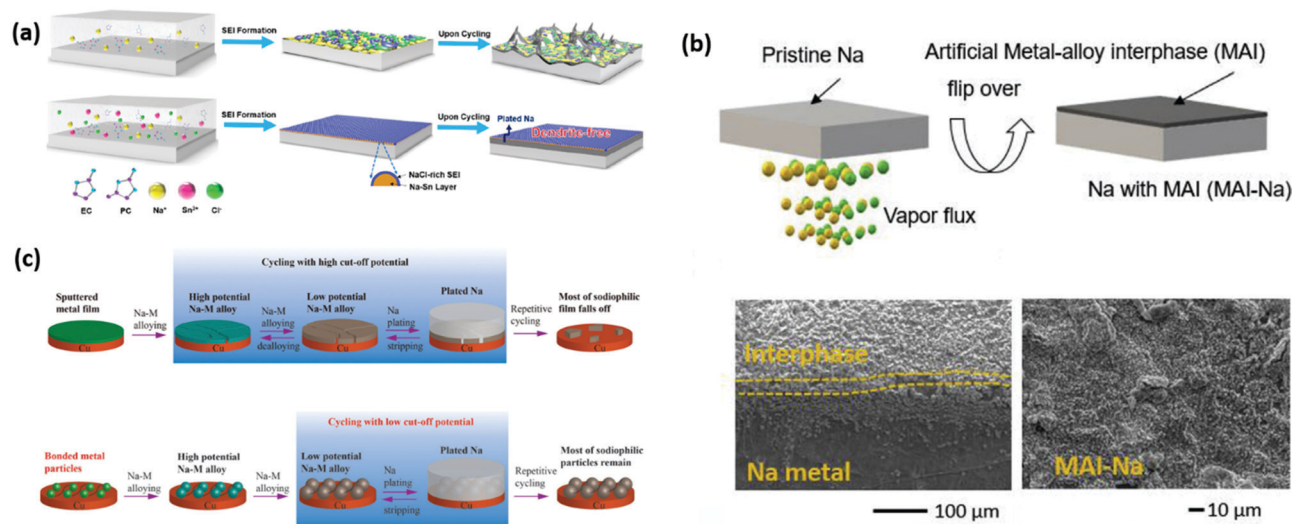 (a)
SEI Formation
Upon Cycling
SEI Formation
Upon Cycling
Plated Na
Dendrite-free
NaCl-rich SEI
Na-Sn Layer
EC PC Na⁺ Sn²⁺ Cl⁻
(b)
Pristine Na
Artificial Metal-alloy interphase (MAI)
flip over
Na with MAI (MAI-Na)
Vapor flux
Interphase
Na metal
100 µm
MAI-Na
10 µm
(c)
Cycling with high cut-off potential
Sputtered
metal film
Na-M
alloying
High potential
Na-M alloy
Na-M
alloying
dealloying
Low potential
Na-M alloy
Na
plating
stripping
Plated Na
Repetitive
cycling
Most of sodiophilic
film falls off
Cu
Cu
Cu
Cu
Cu
Cycling with low cut-off potential
Bonded metal
particles
Na-M
alloying
High potential
Na-M alloy
Na-M
alloying
Low potential
Na-M alloy
Na
plating
stripping
Plated Na
Repetitive
cycling
Most of sodiophilic
particles remain
Cu
Cu
Cu
Cu
Cu